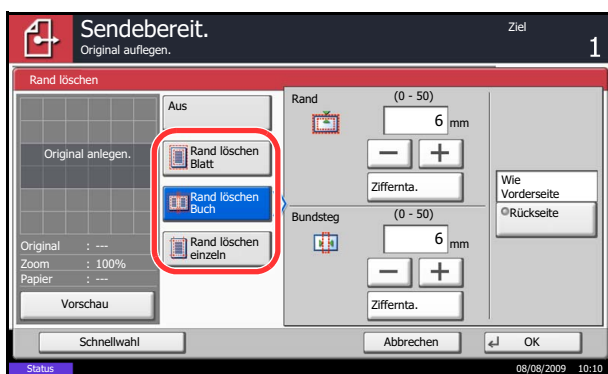 Sendebereit.
Original auflegen.
Ziel
1
Rand löschen
Original anlegen.
Original : ---
Zoom : 100%
Papier : ---
Vorschau
Aus
Rand löschen
Blatt
Rand löschen
Buch
Rand löschen
einzeln
Rand
(0 - 50)
6 mm
Zifferntа.
Bundsteg
(0 - 50)
6 mm
Ziffernta.
Wie
Vorderseite
Rückseite
Schnellwahl
Abbrechen
OK
Status
08/08/2009 10:10